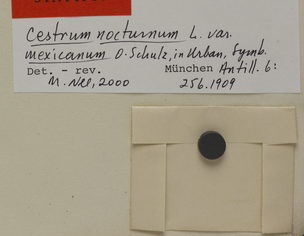 Cestrum nocturnum L. var.
mexicanum O. Schulz, in Urban, Symb.
Det. - rev. München Antill. 6:
M. Nee, 2000 256. 1909